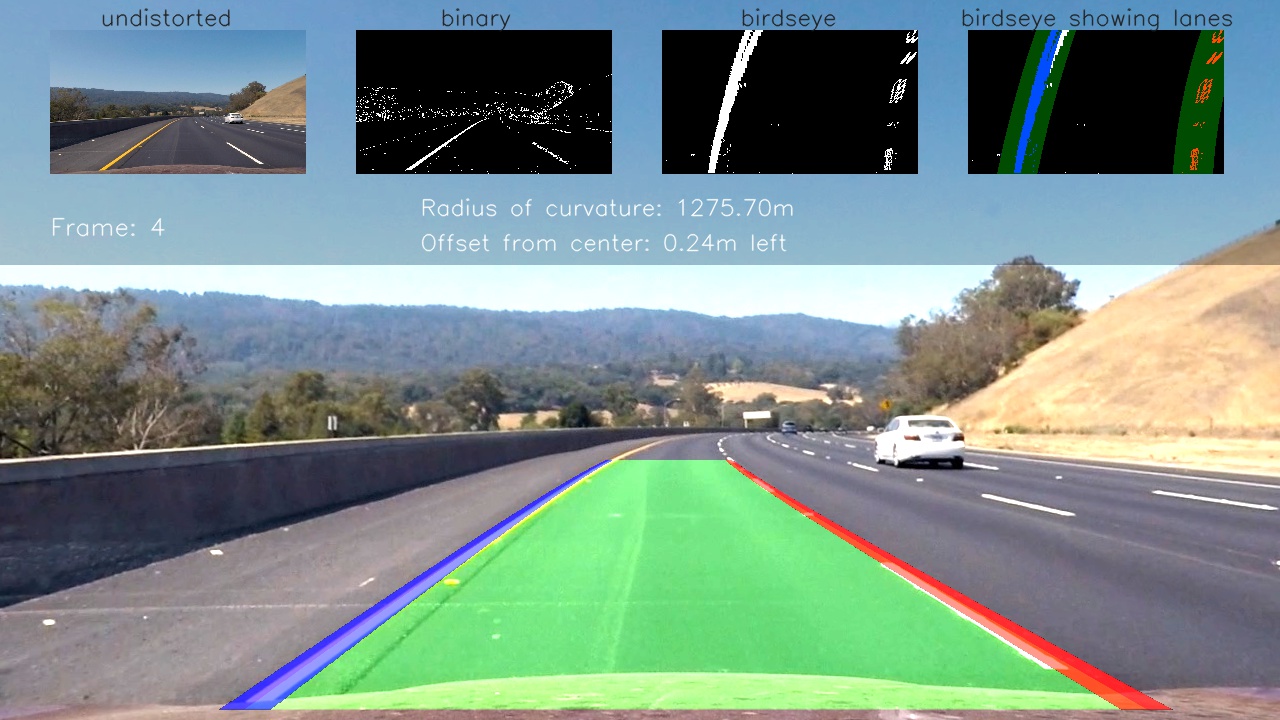 undistorted
binary
birdseye
birdseye showing lanes
Frame: 4
Radius of curvature: 1275.70m
Offset from center: 0.24m left